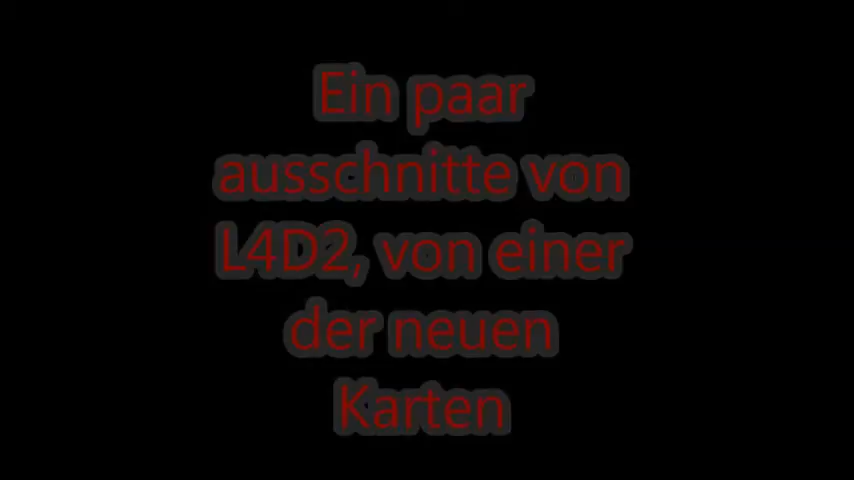 Ein paar
ausschnitte von
L4D2, von einer
der neuen
Karten